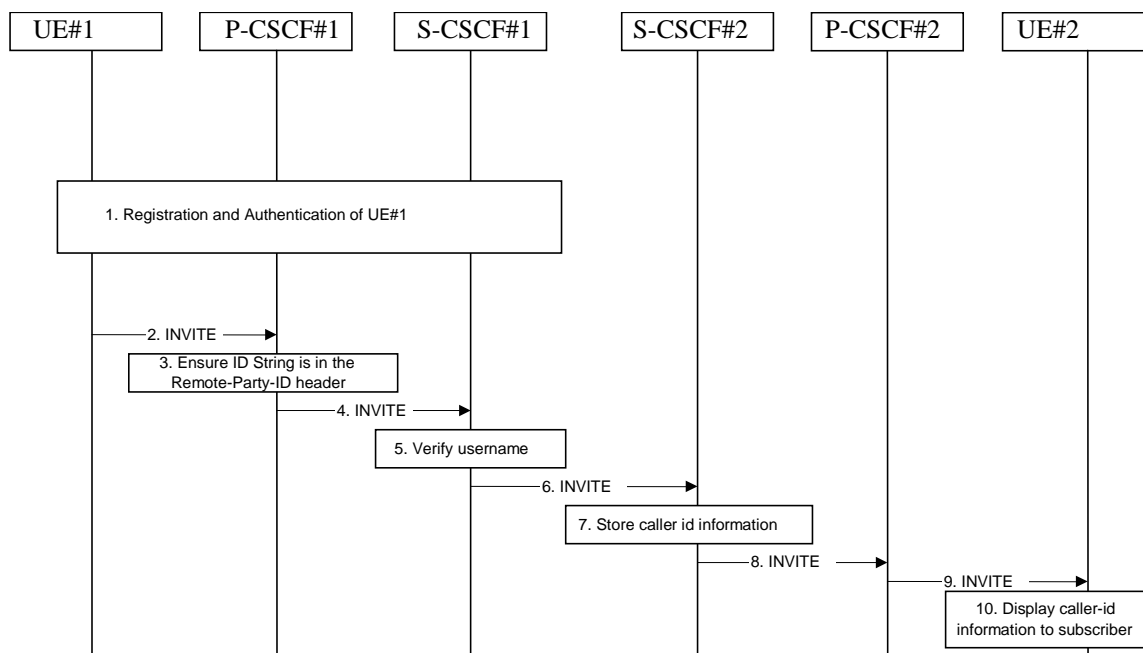 UE#1
P-CSCF#1
S-CSCF#1
S-CSCF#2
P-CSCF#2
UE#2
1. Registration and Authentication of UE#1
2. INVITE
3. Ensure ID String is in the
Remote-Party-ID header
4. INVITE
5. Verify username
6. INVITE
7. Store caller id information
8. INVITE
9. INVITE
10. Display caller-id
information to subscriber